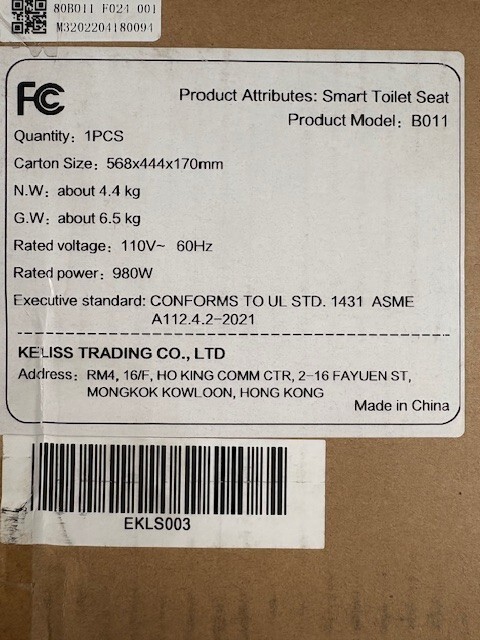 80B011 F024 001
M3202204180094
FC
Product Attributes: Smart Toilet Seat
Product Model: B011
Quantity: 1PCS
Carton Size: 568x444x170mm
N.W: about 4.4 kg
G.W: about 6.5 kg
Rated voltage: 110V~ 60Hz
Rated power: 980W
Executive standard: CONFORMS TO UL STD. 1431 ASME
A112.4.2-2021
KELISS TRADING CO., LTD
Address: RM4, 16/F, HO KING COMM CTR, 2-16 FAYUEN ST,
MONGKOK KOWLOON, HONG KONG
Made in China
EKLS003